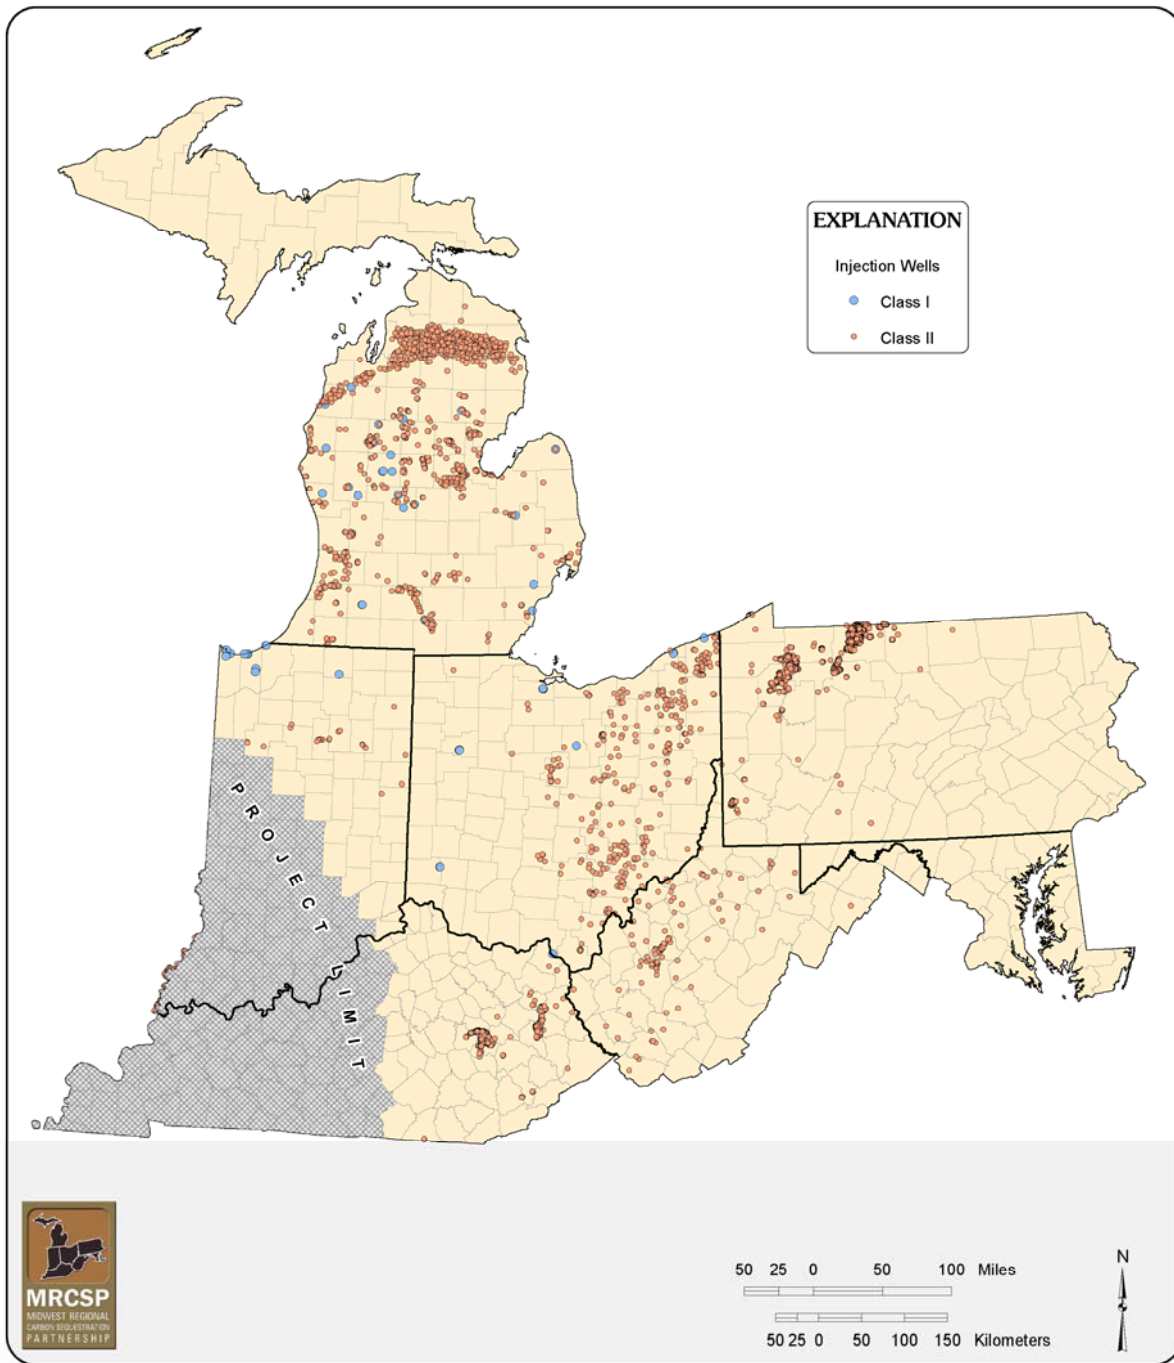 EXPLANATION
Injection Wells
Class I
Class II
PROJECT LIMIT
MRCSP
MIDWEST REGIONAL
CARBON SEQUESTRATION
PARTNERSHIP
50 25 0 50 100 Miles
50 25 0 50 100 150 Kilometers
N